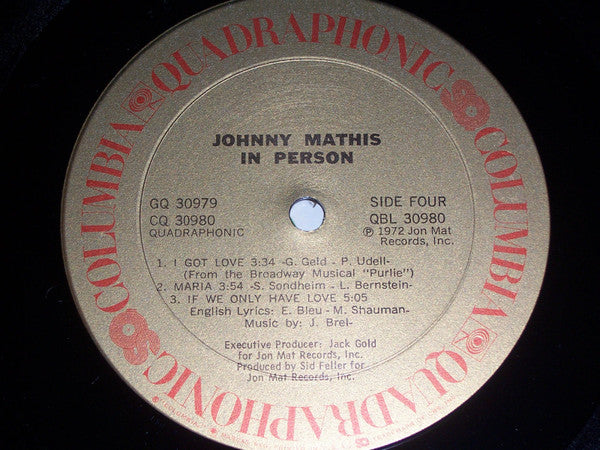 COLUMBIA QUADRAPHONIC SQ COLUMBIA QUADRAPHONIC SQ
JOHNNY MATHIS
IN PERSON
GQ 30979
CQ 30980
QUADRAPHONIC
SIDE FOUR
QBL 30980
℗ 1972 Jon Mat
Records, Inc.
1. I GOT LOVE 3:34 -G. Geld - P. Udell-
(From the Broadway Musical "Purlie")
2. MARIA 3:54 -S. Sondheim - L. Bernstein-
3. IF WE ONLY HAVE LOVE 5:05
English Lyrics: E. Bleu - M. Shauman-
Music by: J. Brel-
Executive Producer: Jack Gold
for Jon Mat Records, Inc.
Produced by Sid Feller for
Jon Mat Records, Inc.